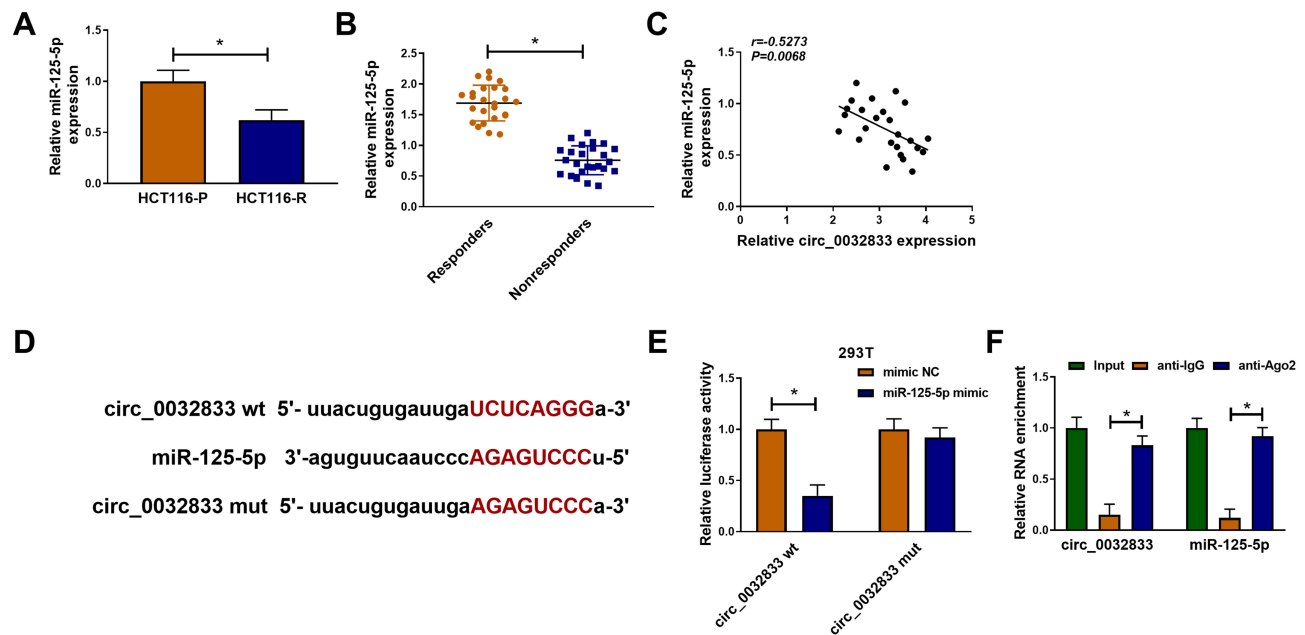 A
Relative miR-125-5p
expression
1.5
1.0
0.5
0.0
*
HCT116-P
HCT116-R
B
Relative miR-125-5p
expression
2.5
2.0
1.5
1.0
0.5
0.0
*
Responders
Nonresponders
C
r=-0.5273
P=0.0068
Relative miR-125-5p
expression
1.5
1.0
0.5
0.0
0 1 2 3 4 5
Relative circ_0032833 expression
D
circ_0032833 wt 5'- uuacugugauugaUCUCAGGGa-3'
miR-125-5p 3'-aguguucaaucccAGAGUCCCu-5'
circ_0032833 mut 5'- uuacugugauugaAGAGUCCCa-3'
E
293T
mimic NC
miR-125-5p mimic
Relative luciferase activity
1.5
1.0
0.5
0.0
*
circ_0032833 wt
circ_0032833 mut
F
Input anti-IgG anti-Ago2
Relative RNA enrichment
1.5
1.0
0.5
0.0
*
*
circ_0032833
miR-125-5p